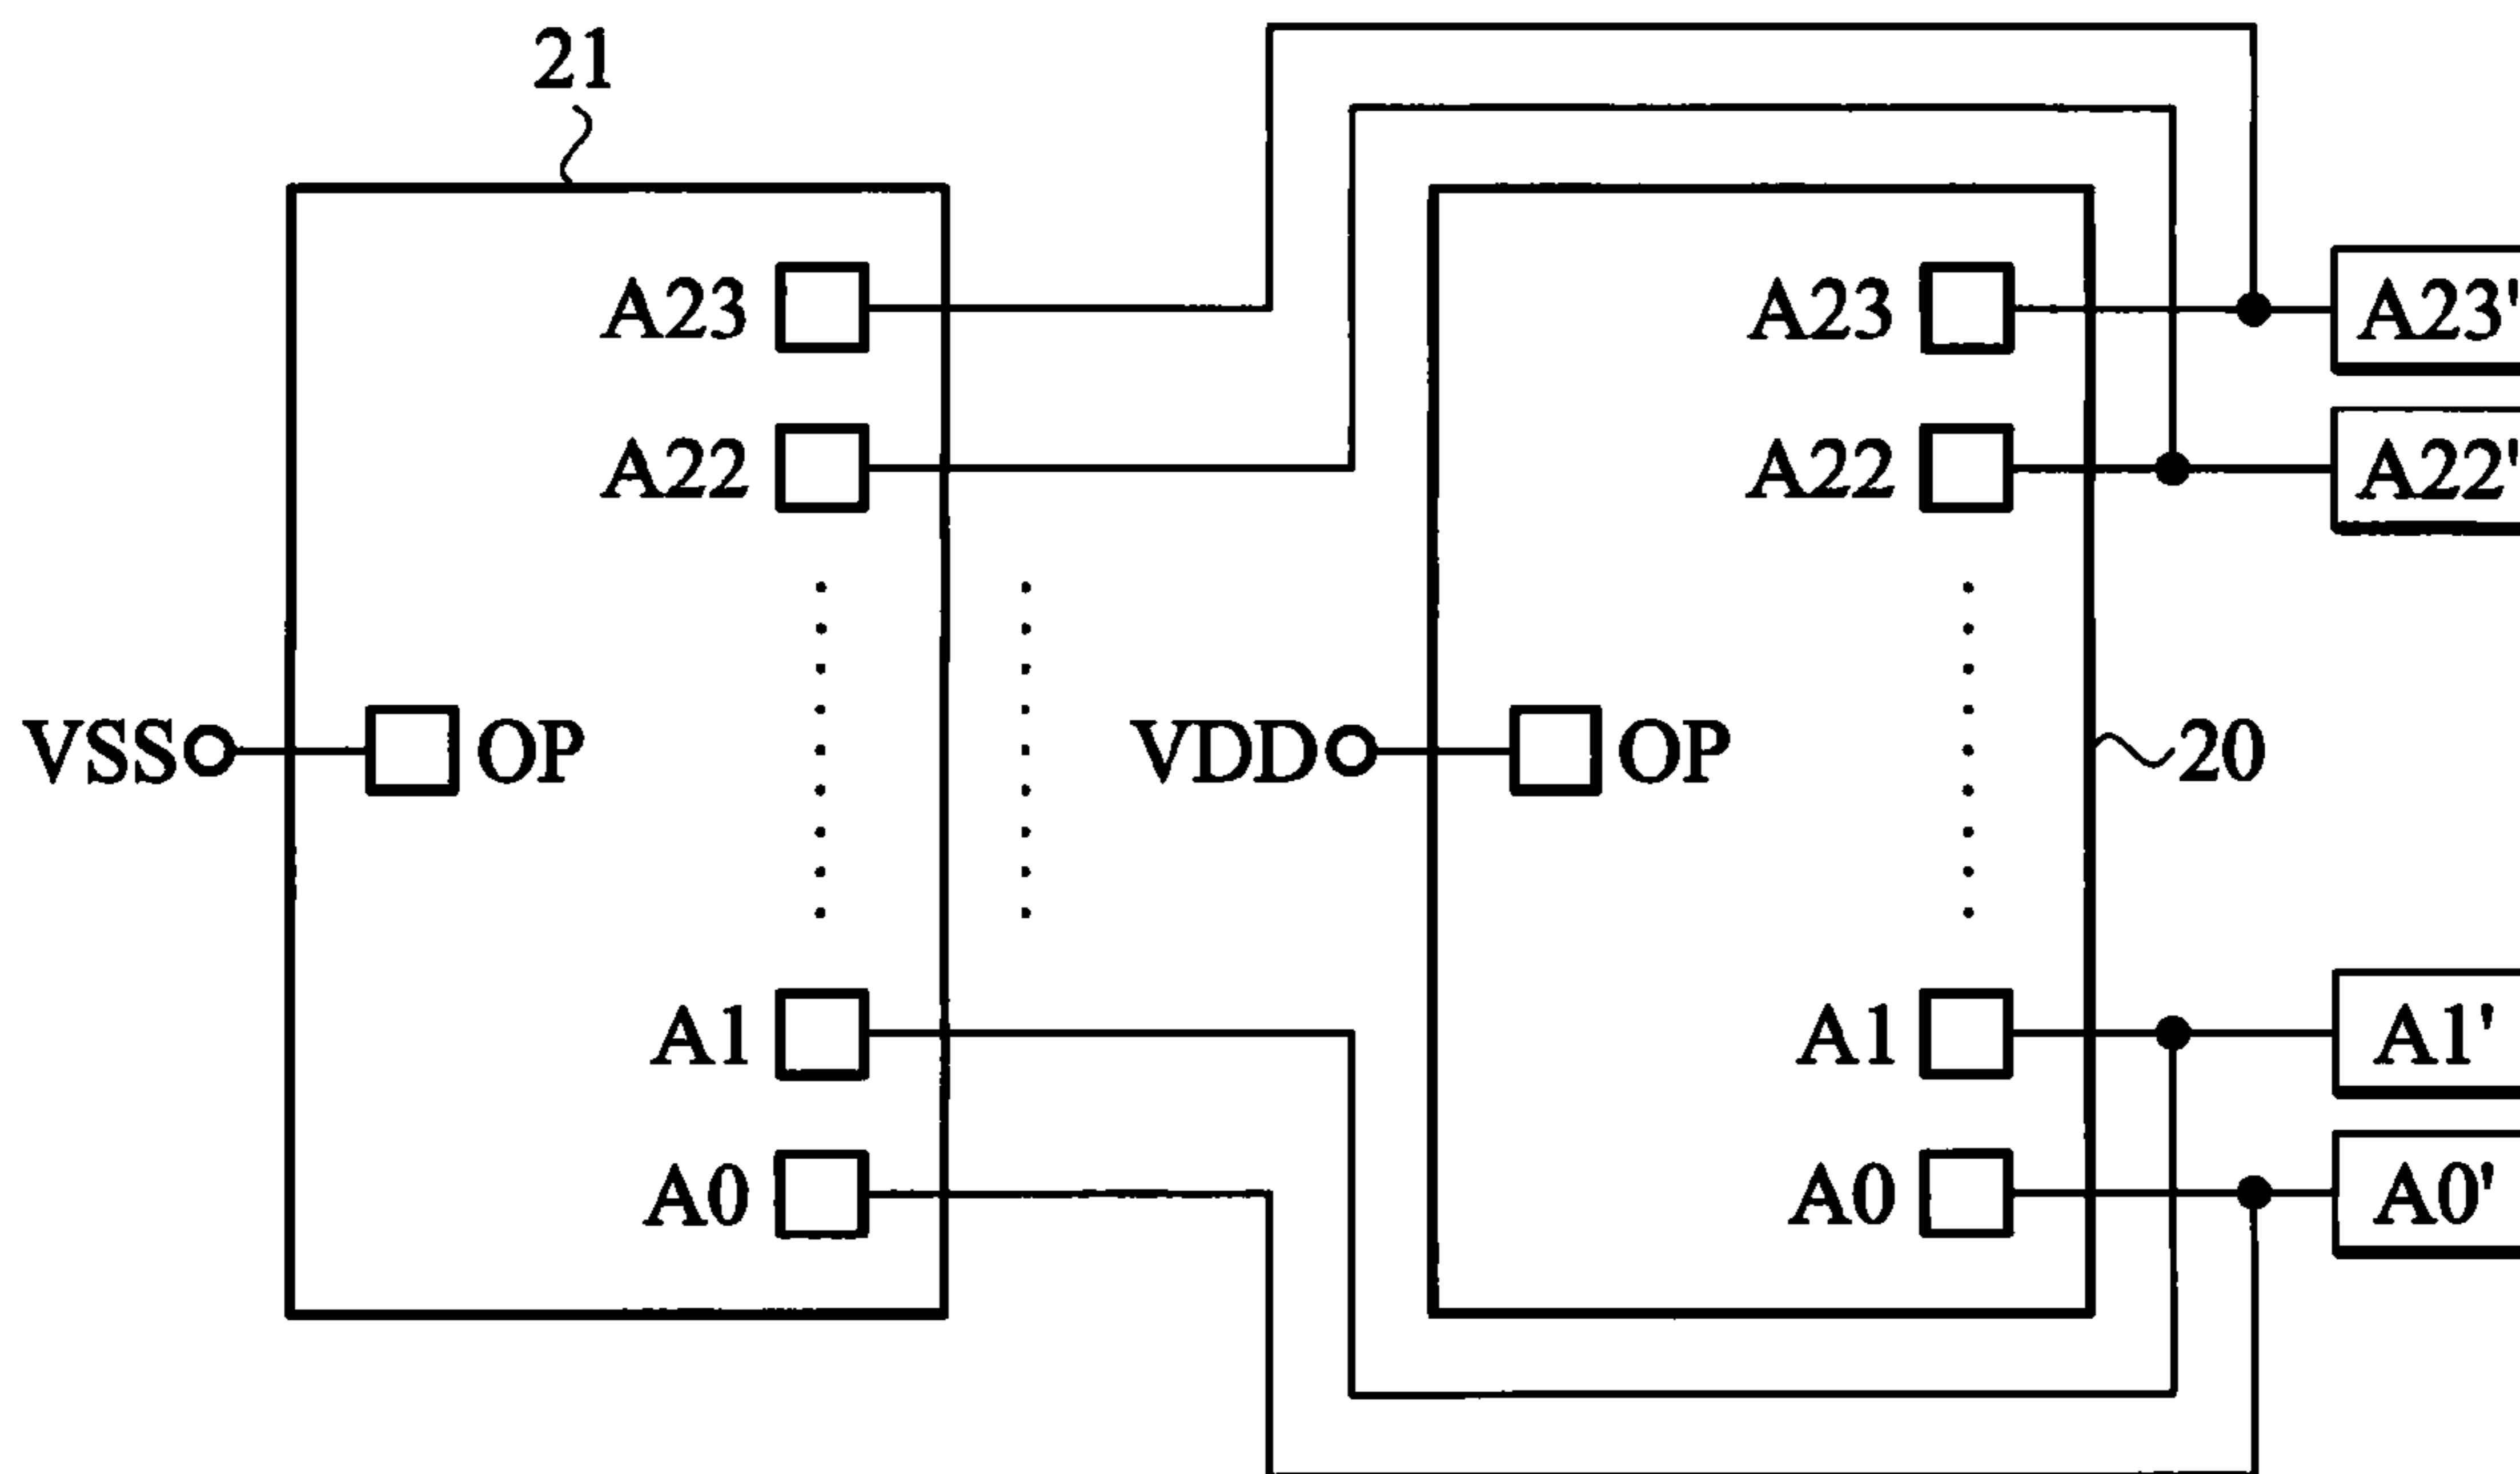 21
A23 A23 A23'
A22 A22 A22'
VSS OP VDD OP 20
A1 A1 A1'
A0 A0 A0'